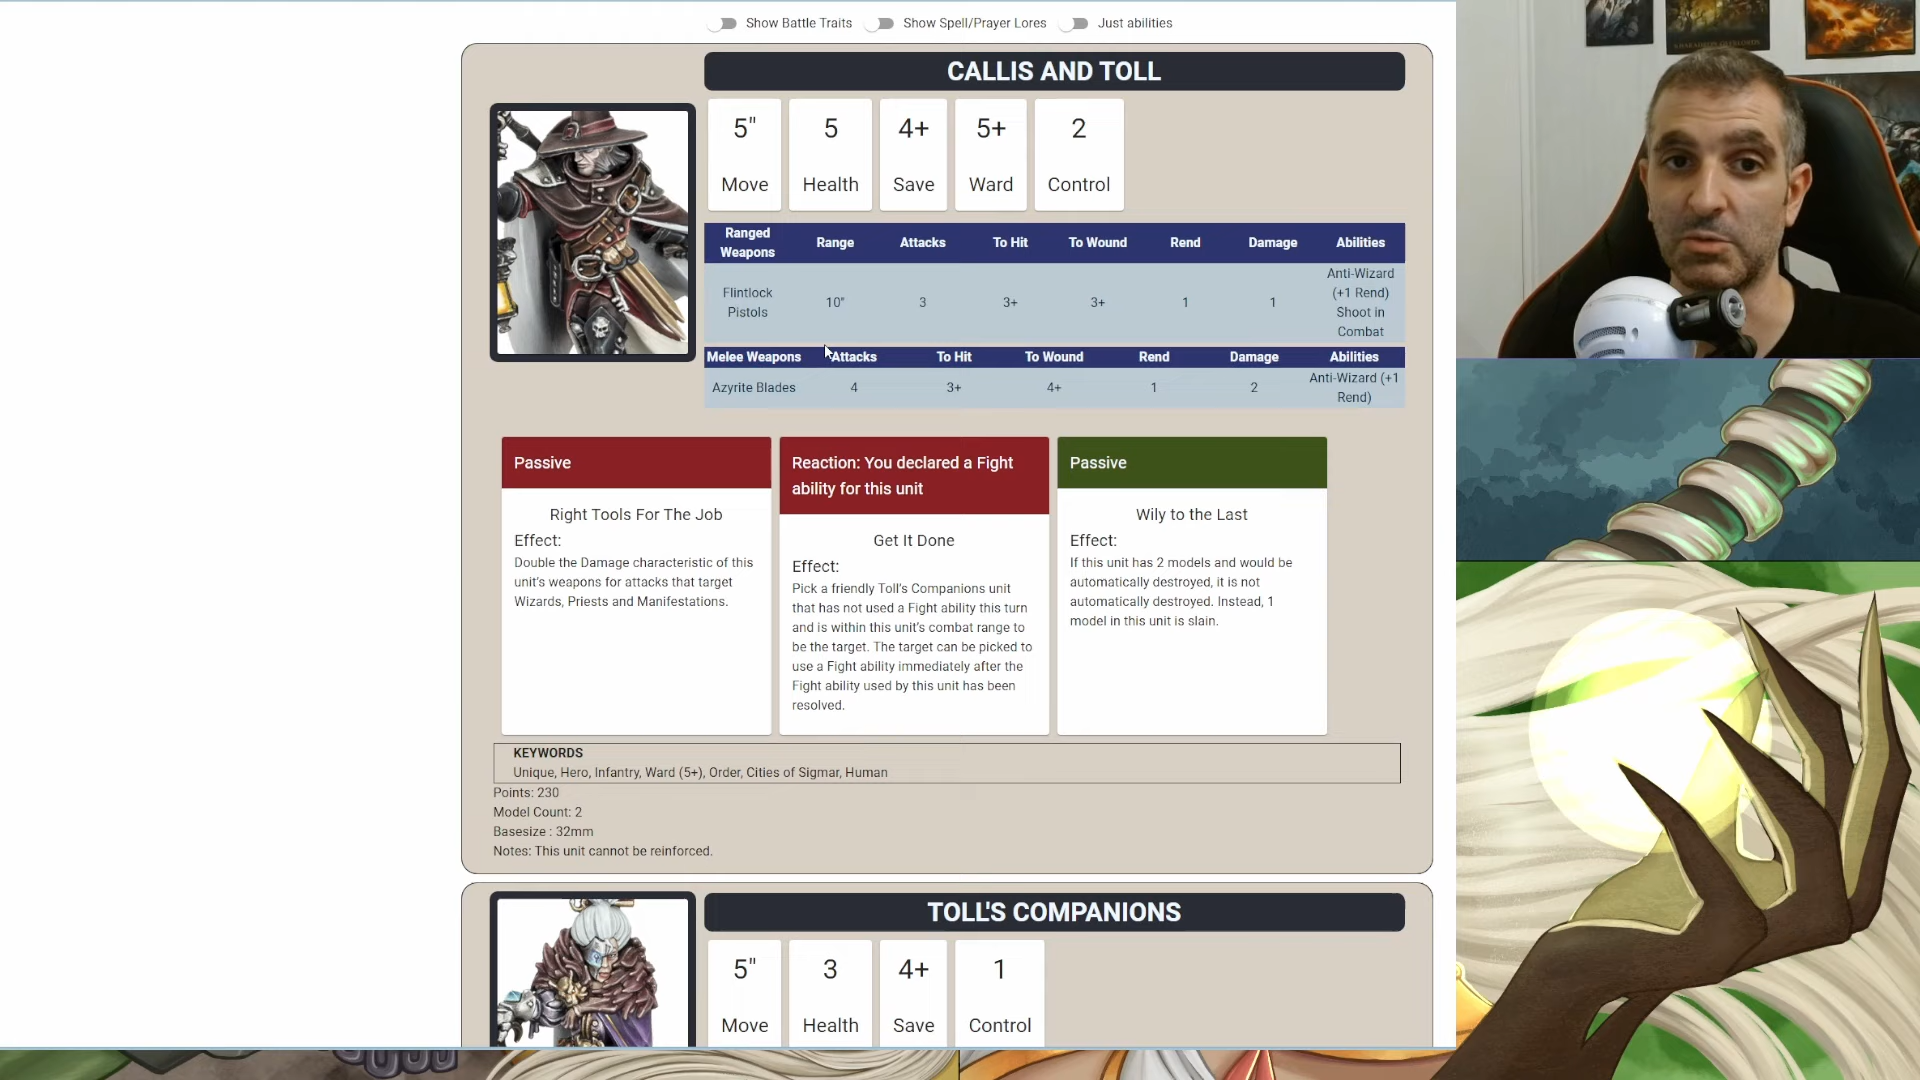 Show Battle Traits Show Spell/Prayer Lores Just abilities
CALLIS AND TOLL
5" 5 4+ 5+ 2
Move Health Save Ward Control
Ranged Weapons Range Attacks To Hit To Wound Rend Damage Abilities
Flintlock Pistols 10" 3 3+ 3+ 1 1 Anti-Wizard (+1 Rend) Shoot in Combat
Melee Weapons Attacks To Hit To Wound Rend Damage Abilities
Azyrite Blades 4 3+ 4+ 1 2 Anti-Wizard (+1 Rend)
Passive
Right Tools For The Job
Effect:
Double the Damage characteristic of this
unit's weapons for attacks that target
Wizards, Priests and Manifestations.
Reaction: You declared a Fight
ability for this unit
Get It Done
Effect:
Pick a friendly Toll's Companions unit
that has not used a Fight ability this turn
and is within this unit's combat range to
be the target. The target can be picked to
use a Fight ability immediately after the
Fight ability used by this unit has been
resolved.
Passive
Wily to the Last
Effect:
If this unit has 2 models and would be
automatically destroyed, it is not
automatically destroyed. Instead, 1
model in this unit is slain.
KEYWORDS
Unique, Hero, Infantry, Ward (5+), Order, Cities of Sigmar, Human
Points: 230
Model Count: 2
Basesize : 32mm
Notes: This unit cannot be reinforced.
TOLL'S COMPANIONS
5" 3 4+ 1
Move Health Save Control